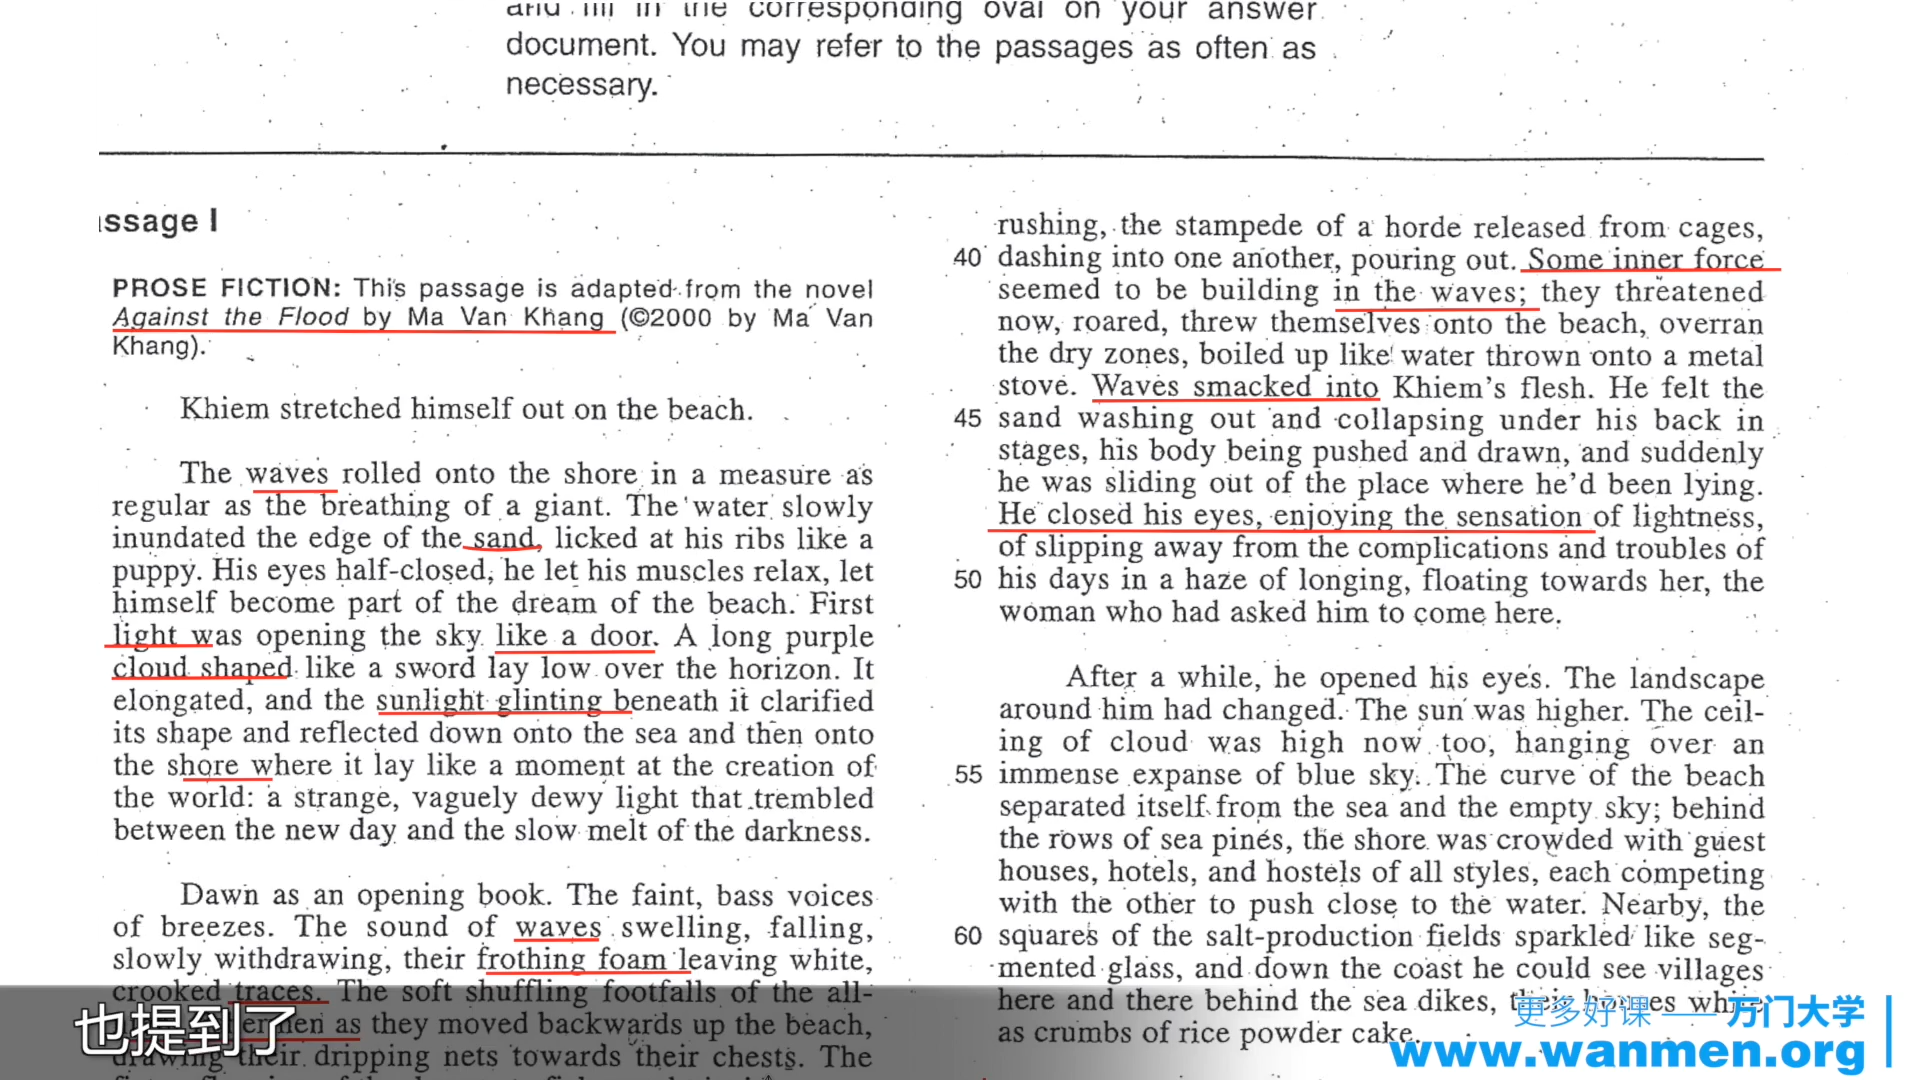 and fill in the corresponding oval on your answer
document. You may refer to the passages as often as
necessary.
ssage I
PROSE FICTION: This passage is adapted from the novel
Against the Flood by Ma Van Khang (©2000 by Ma Van
Khang).
Khiem stretched himself out on the beach.
The waves rolled onto the shore in a measure as
regular as the breathing of a giant. The water slowly
inundated the edge of the sand, licked at his ribs like a
puppy. His eyes half-closed, he let his muscles relax, let
himself become part of the dream of the beach. First
light was opening the sky like a door. A long purple
cloud shaped like a sword lay low over the horizon. It
elongated, and the sunlight glinting beneath it clarified
its shape and reflected down onto the sea and then onto
the shore where it lay like a moment at the creation of
the world: a strange, vaguely dewy light that trembled
between the new day and the slow melt of the darkness.
Dawn as an opening book. The faint, bass voices
of breezes. The sound of waves swelling, falling,
slowly withdrawing, their frothing foam leaving white,
crooked traces. The soft shuffling footfalls of the all-
as they moved backwards up the beach,
drawing their dripping nets towards their chests. The
rushing, the stampede of a horde released from cages,
40 dashing into one another, pouring out. Some inner force
seemed to be building in the waves; they threatened
now, roared, threw themselves onto the beach, overran
the dry zones, boiled up like water thrown onto a metal
stove. Waves smacked into Khiem's flesh. He felt the
45 sand washing out and collapsing under his back in
stages, his body being pushed and drawn, and suddenly
he was sliding out of the place where he'd been lying.
He closed his eyes, enjoying the sensation of lightness,
of slipping away from the complications and troubles of
50 his days in a haze of longing, floating towards her, the
woman who had asked him to come here.
After a while, he opened his eyes. The landscape
around him had changed. The sun was higher. The ceil-
ing of cloud was high now too, hanging over an
55 immense expanse of blue sky. The curve of the beach
separated itself from the sea and the empty sky; behind
the rows of sea pines, the shore was crowded with guest
houses, hotels, and hostels of all styles, each competing
with the other to push close to the water. Nearby, the
60 squares of the salt-production fields sparkled like seg-
mented glass, and down the coast he could see villages
here and there behind the sea dikes, their houses white
as crumbs of rice powder cake.
也提到了
更多好课 —— 万门大学
www.wanmen.org